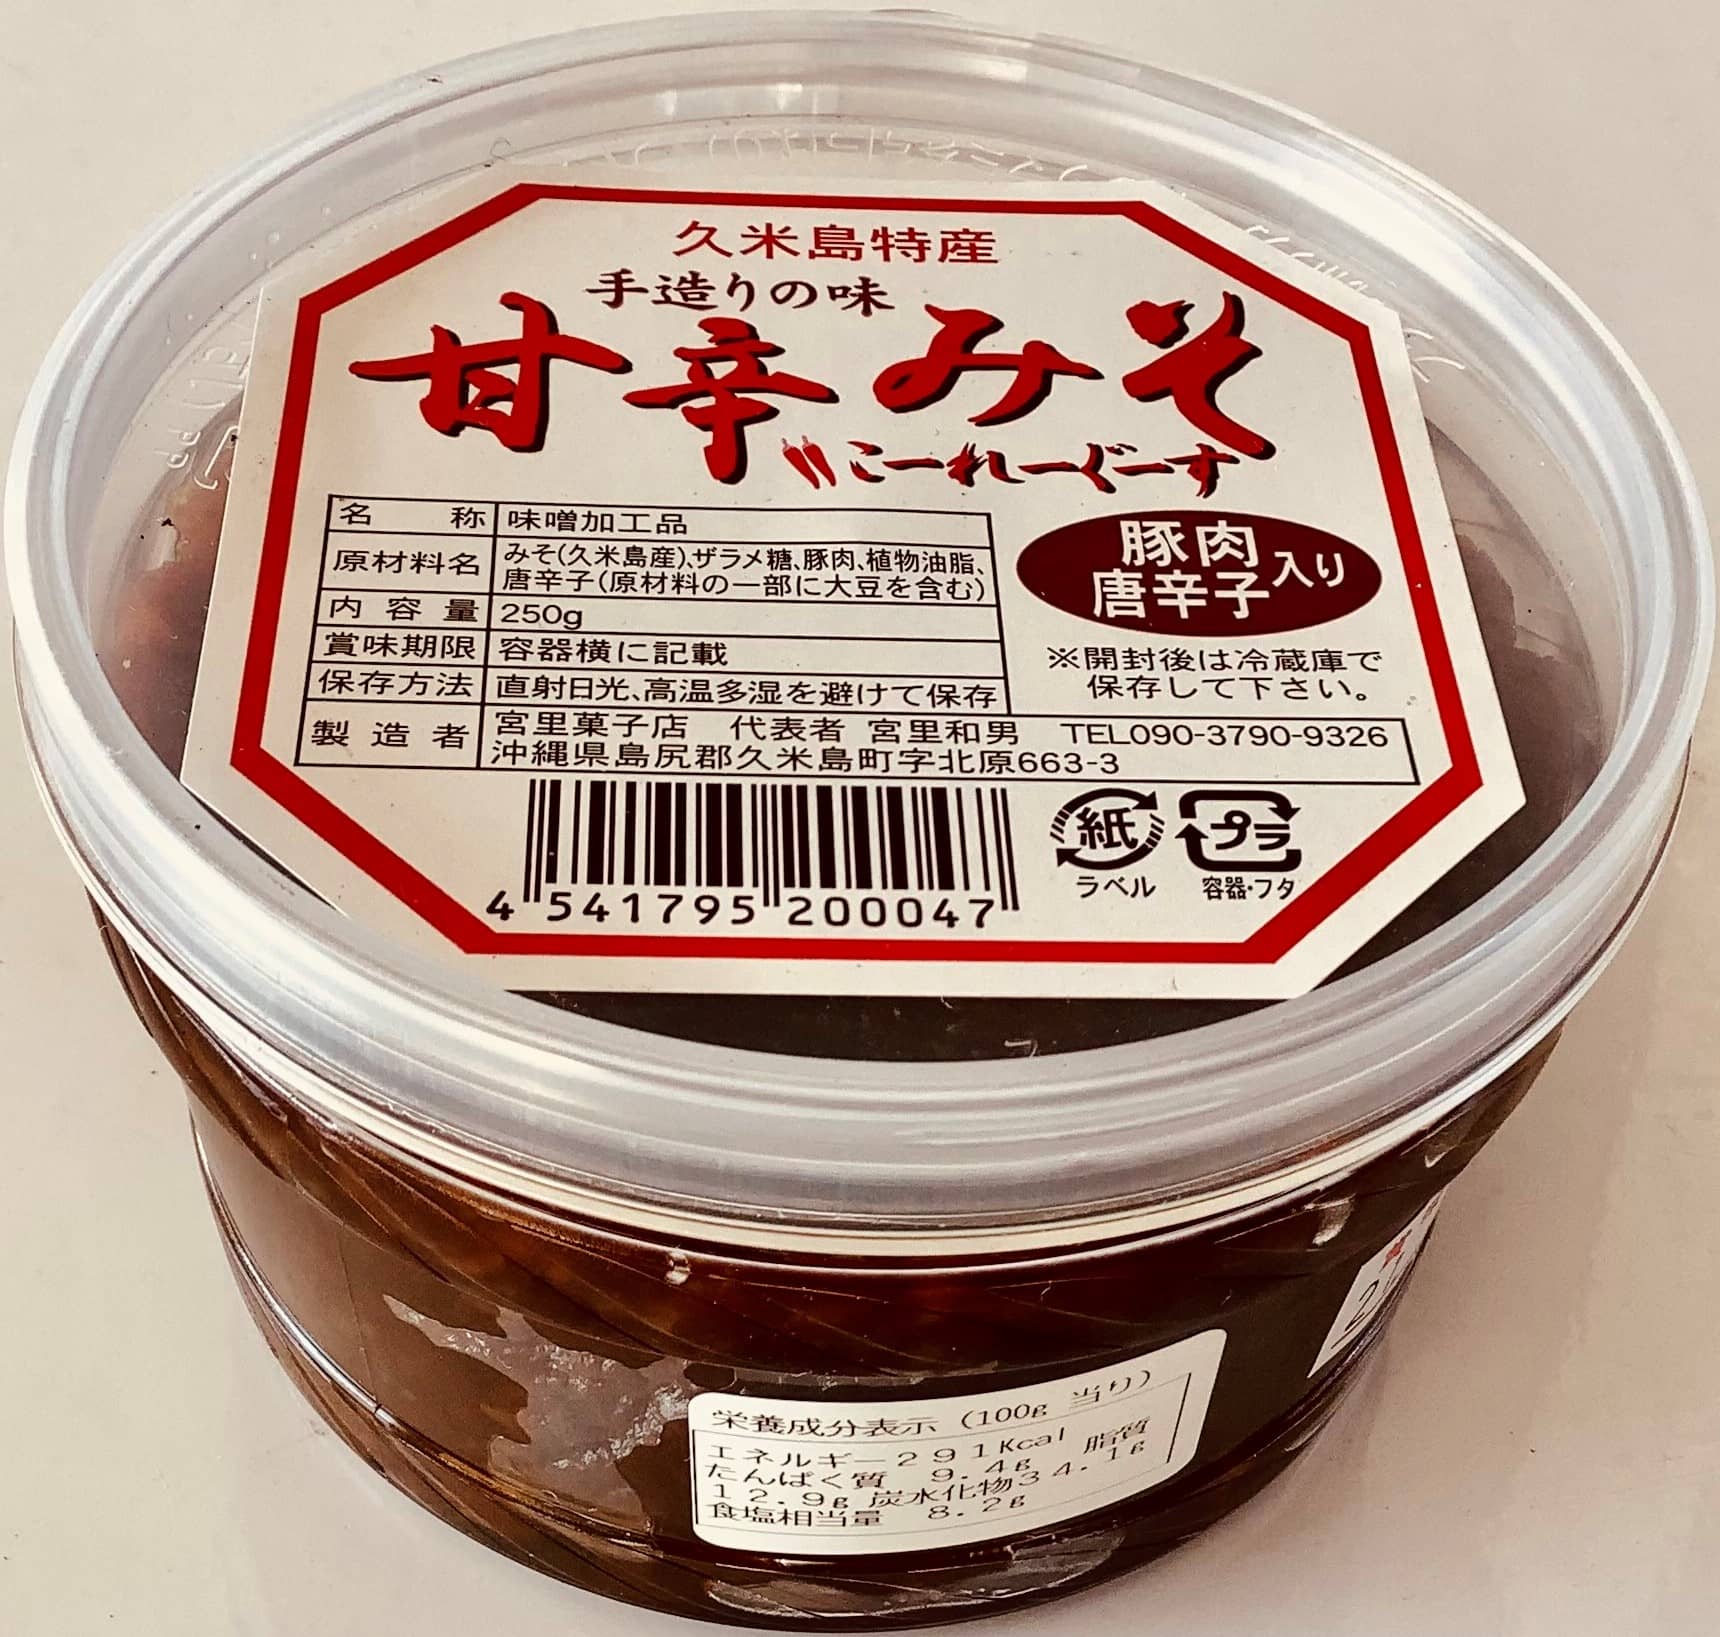 久米島特産
手造りの味
甘辛みそ
こーれーぐーす
名称 味噌加工品
原材料名 みそ(久米島産)、ザラメ糖、豚肉、植物油脂、
唐辛子(原材料の一部に大豆を含む)
内容量 250g
賞味期限 容器横に記載
保存方法 直射日光、高温多湿を避けて保存
製造者 宮里菓子店 代表者 宮里和男 TEL090-3790-9326
沖縄県島尻郡久米島町字北原663-3
豚肉
唐辛子 入り
※開封後は冷蔵庫で
保存して下さい。
4 541795 200047
紙
ラベル
プラ
容器・フタ
栄養成分表示 (100g 当り)
エネルギー291Kcal
たんぱく質 9.4g 脂質
12.9g 炭水化物34.1g
食塩相当量 8.2g